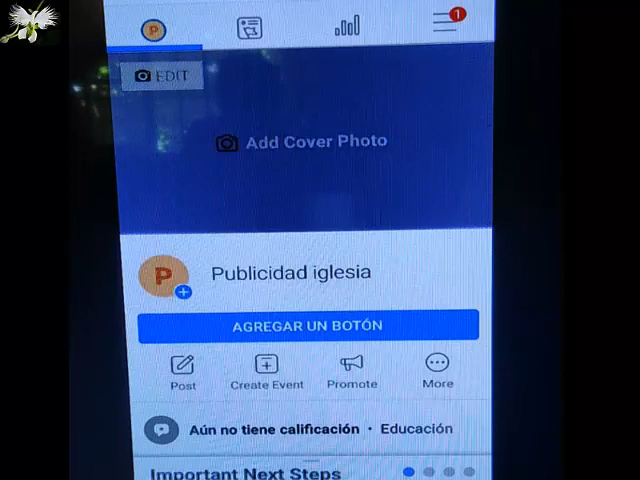 P
1
EDIT
Add Cover Photo
P
Publicidad iglesia
AGREGAR UN BOTÓN
Post
Create Event
Promote
More
Aún no tiene calificación · Educación
Important Next Steps